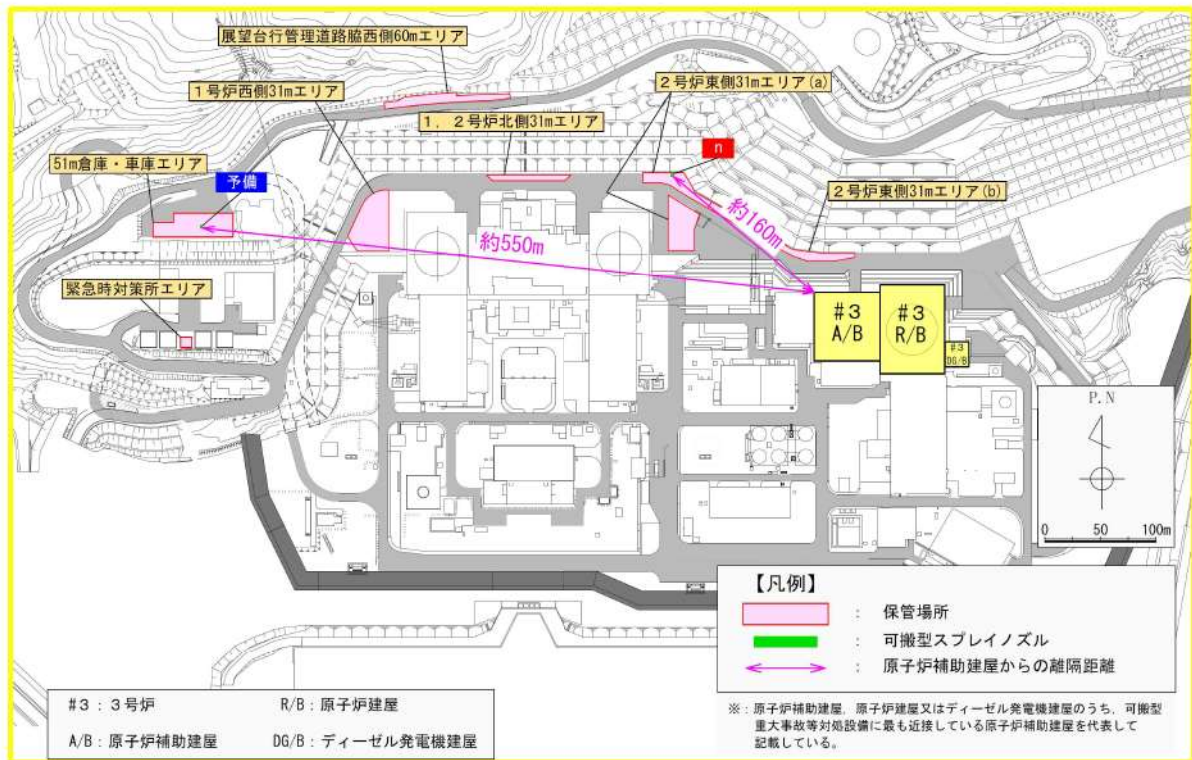 展望台行管理道路脇西側60mエリア
1号炉西側31mエリア
2号炉東側31mエリア(a)
1,2号炉北側31mエリア
n
51m倉庫・車庫エリア
予備
2号炉東側31mエリア(b)
約160m
約550m
緊急時対策所エリア
#3
A/B
#3
R/B
#3
DG/B
P.N
0 50 100m
【凡例】
: 保管場所
: 可搬型スプレイノズル
: 原子炉補助建屋からの離隔距離
#3:3号炉 R/B:原子炉建屋
A/B:原子炉補助建屋 DG/B:ディーゼル発電機建屋
※:原子炉補助建屋,原子炉建屋又はディーゼル発電機建屋のうち,可搬型
重大事故等対処設備に最も近接している原子炉補助建屋を代表して
記載している。